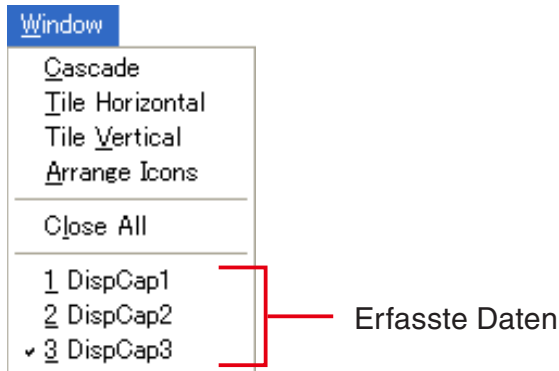 Window
Cascade
Tile Horizontal
Tile Vertical
Arrange Icons
Close All
1 DispCap1
2 DispCap2
✓ 3 DispCap3
Erfasste Daten